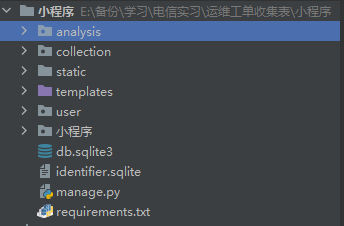 小程序 E:\备份\学习\电信实习\运维工单收集表\小程序
analysis
collection
static
templates
user
小程序
db.sqlite3
identifier.sqlite
manage.py
requirements.txt